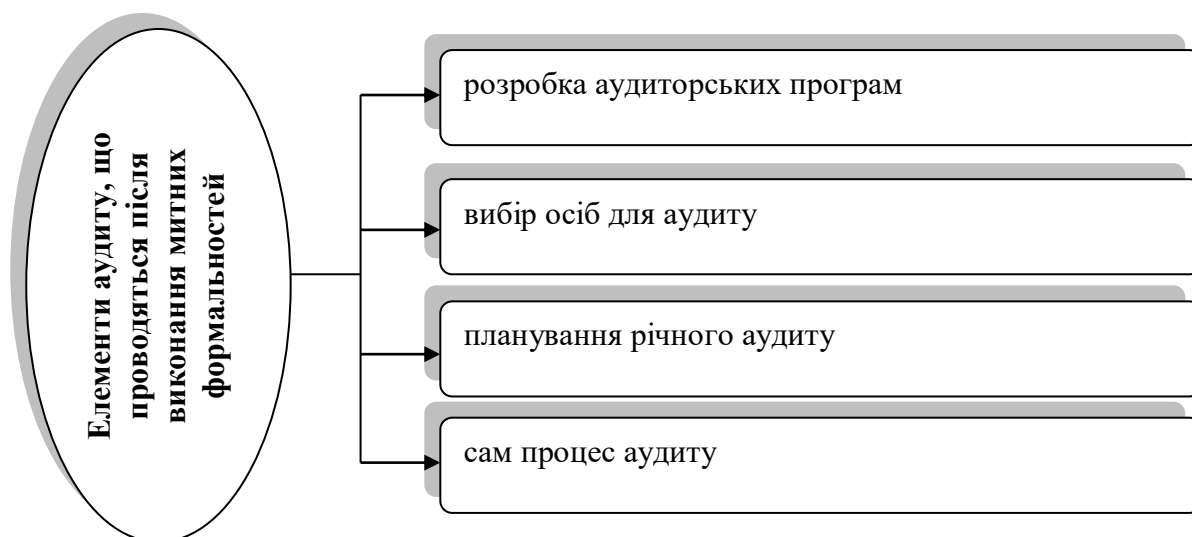 Елементи аудиту, що
проводяться після
виконання митних
формальностей
розробка аудиторських програм
вибір осіб для аудиту
планування річного аудиту
сам процес аудиту